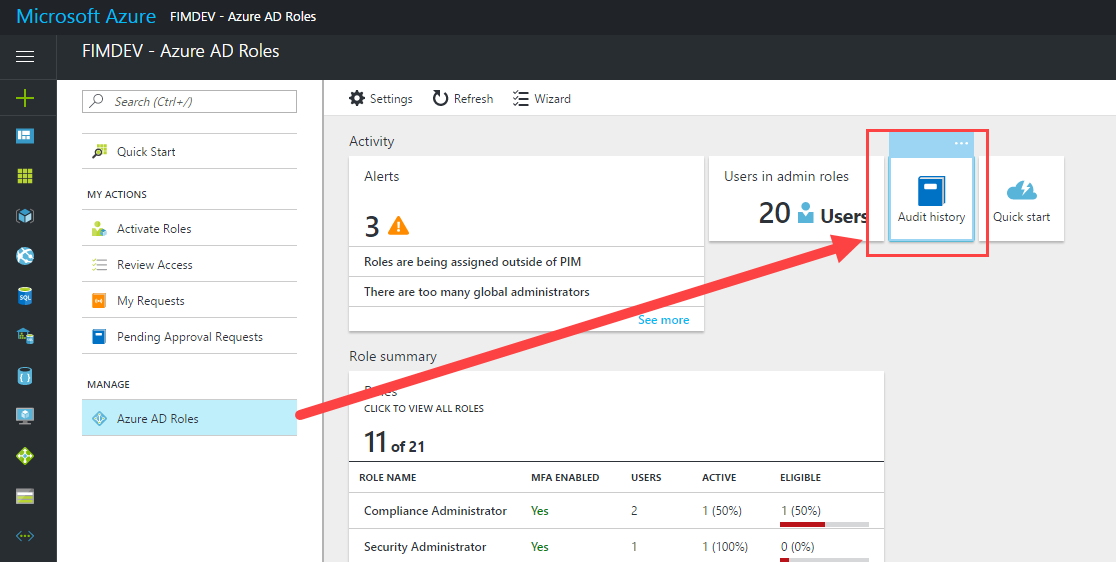 Microsoft Azure FIMDEV - Azure AD Roles
FIMDEV - Azure AD Roles
Search (Ctrl+/)
Quick Start
MY ACTIONS
Activate Roles
Review Access
My Requests
Pending Approval Requests
MANAGE
Azure AD Roles
Settings Refresh Wizard
Activity
Alerts
3
Roles are being assigned outside of PIM
There are too many global administrators
See more
Users in admin roles
20 Users
Audit history
Quick start
Role summary
Roles
CLICK TO VIEW ALL ROLES
11 of 21
ROLE NAME MFA ENABLED USERS ACTIVE ELIGIBLE
Compliance Administrator Yes 2 1 (50%) 1 (50%)
Security Administrator Yes 1 1 (100%) 0 (0%)
SQL